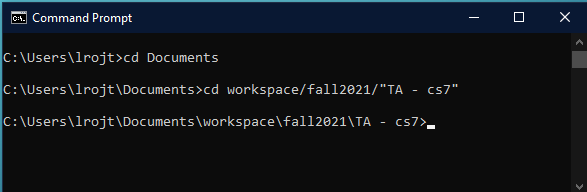 Command Prompt
C:\Users\lrojt>cd Documents
C:\Users\lrojt\Documents>cd workspace/fall2021/"TA - cs7"
C:\Users\lrojt\Documents\workspace\fall2021\TA - cs7>